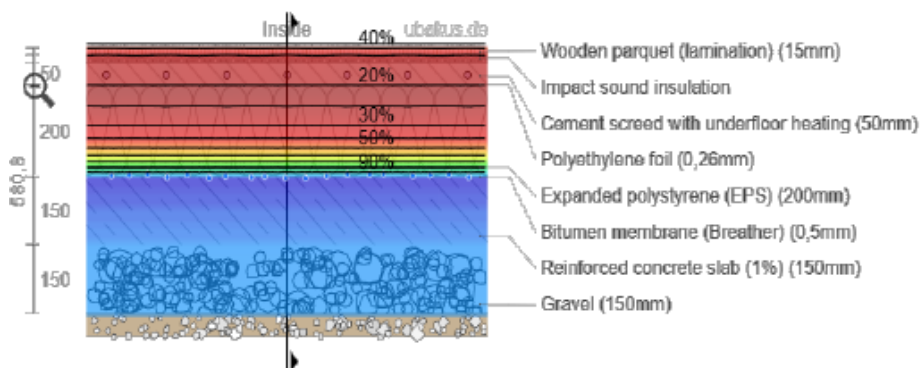 Inside
ubakus.de
40%
20%
30%
50%
90%
50
200
150
150
580,8
Wooden parquet (lamination) (15mm)
Impact sound insulation
Cement screed with underfloor heating (50mm)
Polyethylene foil (0,26mm)
Expanded polystyrene (EPS) (200mm)
Bitumen membrane (Breather) (0,5mm)
Reinforced concrete slab (1%) (150mm)
Gravel (150mm)